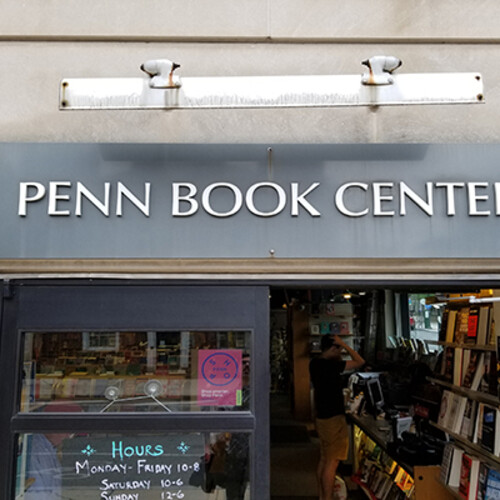 PENN BOOK CENTE
HOURS
MONDAY - FRIDAY 10-8
SATURDAY 10-6
SUNDAY 12-6